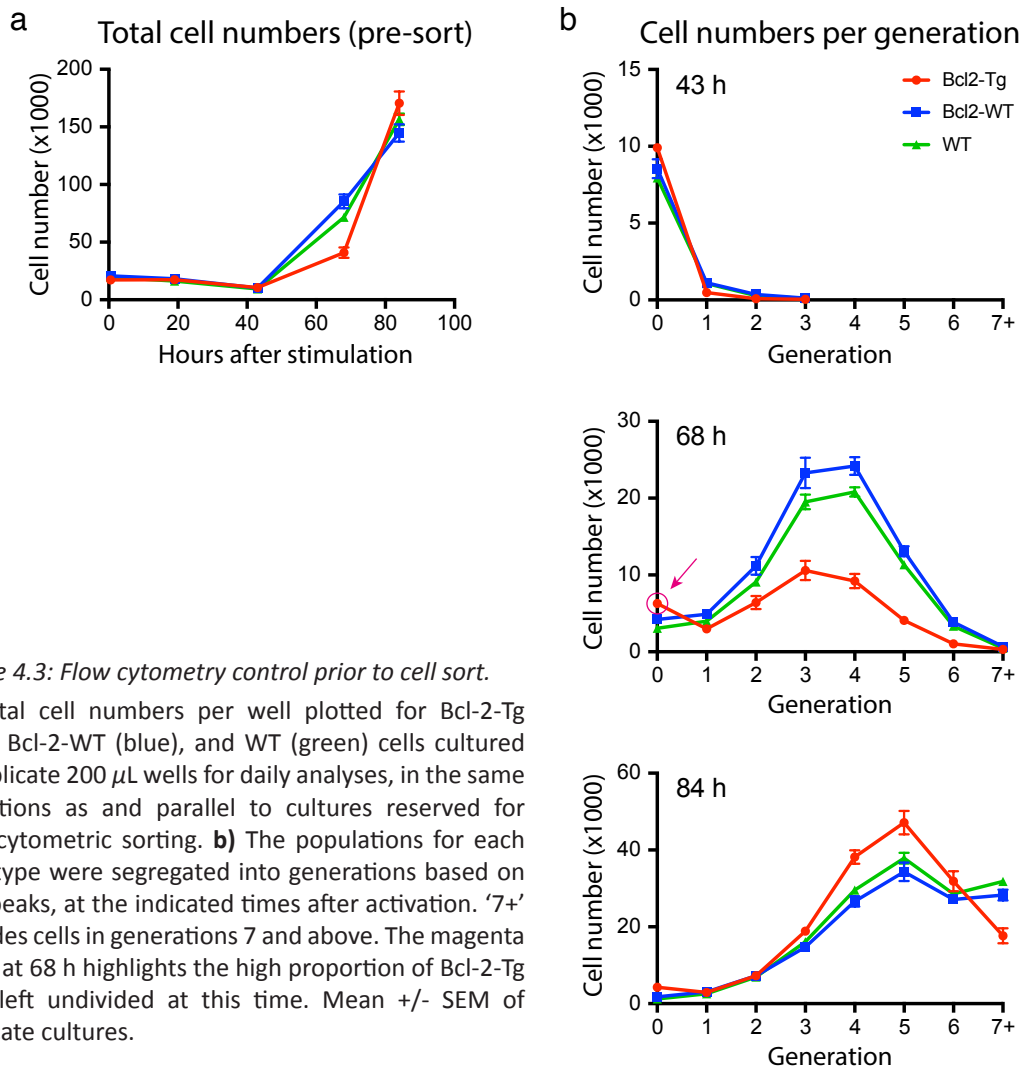 a
Total cell numbers (pre-sort)
Cell number (x1000)
200
150
100
50
0
0 20 40 60 80 100
Hours after stimulation
b
Cell numbers per generation
43 h
Bcl2-Tg
Bcl2-WT
WT
Cell number (x1000)
15
10
5
0
0 1 2 3 4 5 6 7+
Generation
68 h
Cell number (x1000)
30
20
10
0
0 1 2 3 4 5 6 7+
Generation
84 h
Cell number (x1000)
60
40
20
0
0 1 2 3 4 5 6 7+
Generation
4.3: Flow cytometry control prior to cell sort.
cell numbers per well plotted for Bcl-2-Tg
Bcl-2-WT (blue), and WT (green) cells cultured
200 µL wells for daily analyses, in the same
as and parallel to cultures reserved for
cytometric sorting. b) The populations for each
were segregated into generations based on
peaks, at the indicated times after activation. ‘7+’
cells in generations 7 and above. The magenta
at 68 h highlights the high proportion of Bcl-2-Tg
left undivided at this time. Mean +/- SEM of
cultures.